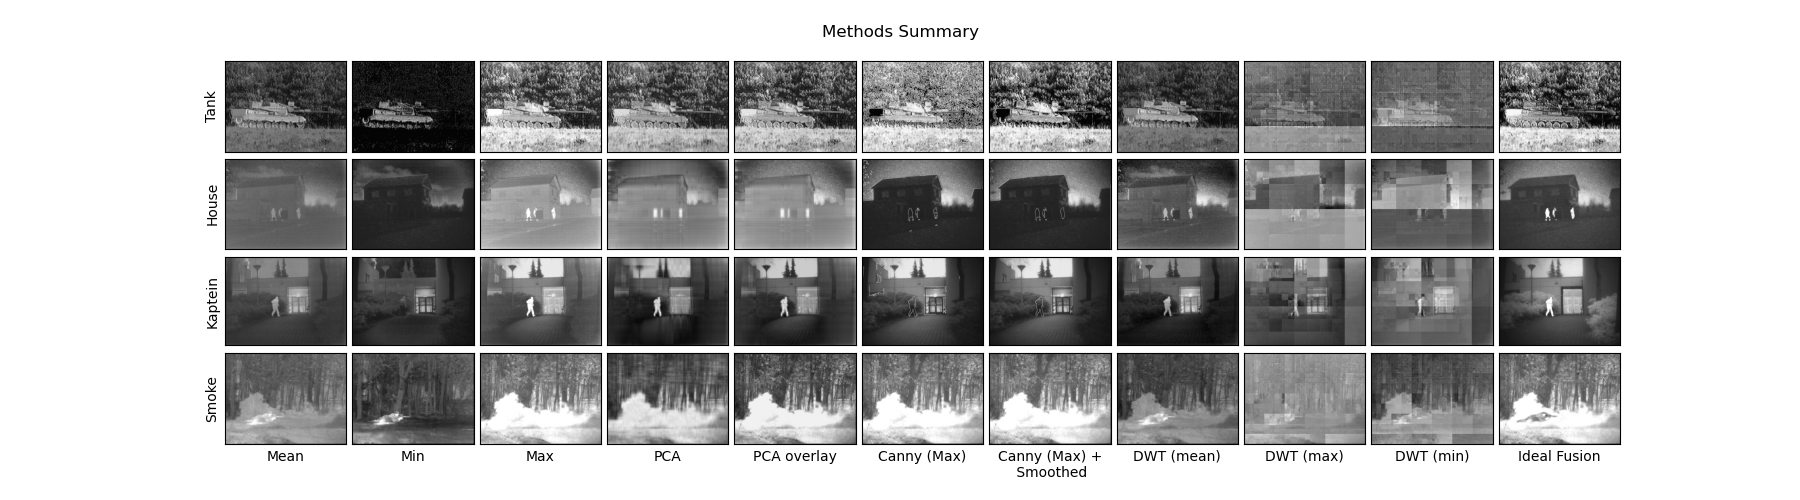 Methods Summary
Tank
House
Kaptein
Smoke
Mean
Min
Max
PCA
PCA overlay
Canny (Max)
Canny (Max) +
Smoothed
DWT (mean)
DWT (max)
DWT (min)
Ideal Fusion